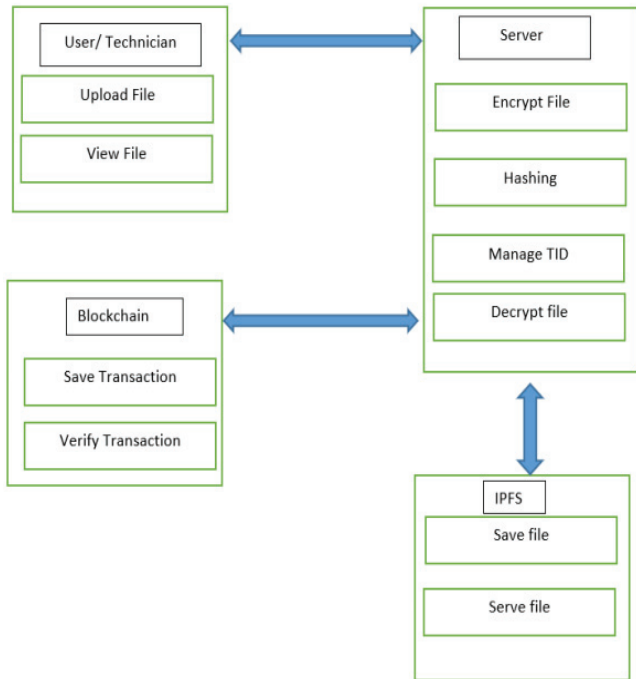 User/ Technician
Upload File
View File
Server
Encrypt File
Hashing
Manage TID
Decrypt file
Blockchain
Save Transaction
Verify Transaction
IPFS
Save file
Serve file